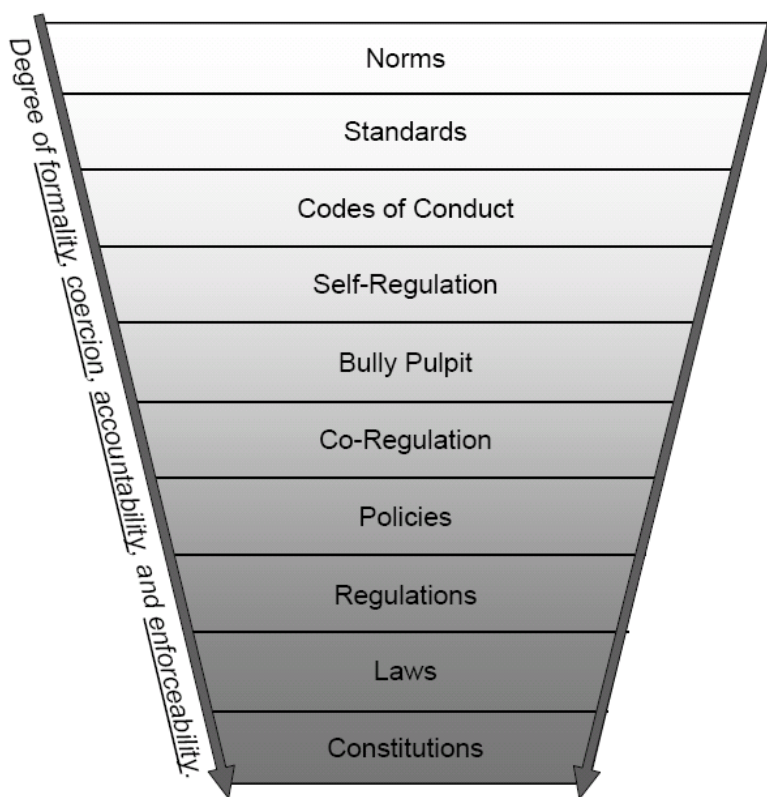 Norms
Standards
Codes of Conduct
Self-Regulation
Bully Pulpit
Co-Regulation
Policies
Regulations
Laws
Constitutions
Degree of formality, coercion, accountability, and enforceability.